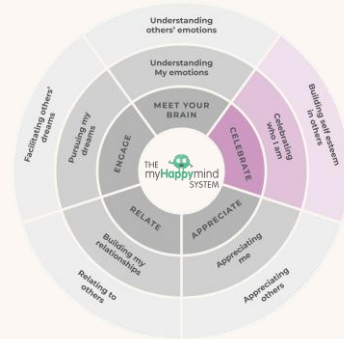 Understanding
others' emotions
Understanding
My emotions
MEET YOUR
BRAIN
Building self esteem
in others
Celebrating
who I am
CELEBRATE
Appreciating
others
Appreciating
me
APPRECIATE
Relating to
others
Building my
relationships
RELATE
Facilitating others'
dreams
Pursuing my
dreams
ENGAGE
THE
myHappymind
SYSTEM